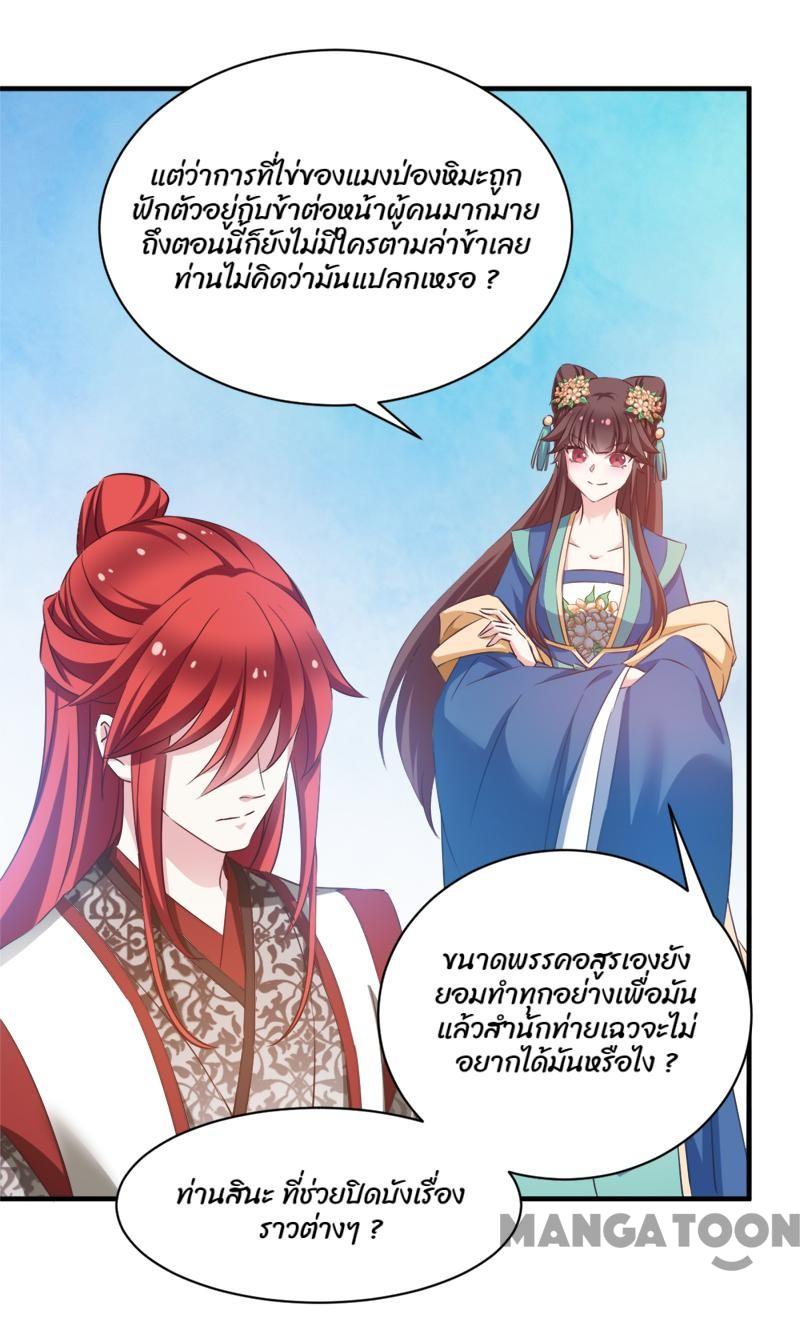 แต่ว่าการที่ไข่ของแมงป่องหิมะถูก
ฟักตัวอยู่กับข้าต่อหน้าผู้คนมากมาย
ถึงตอนนี้ก็ยังไม่มีใครตามล่าข้าเลย
ท่านไม่คิดว่ามันแปลกเหรอ ?
ขนาดพรรคอสูรเองยัง
ยอมทำทุกอย่างเพื่อมัน
แล้วสำนักท่ายเฉวจะไม่
อยากได้มันหรือไง ?
ท่านสินะ ที่ช่วยปิดบังเรื่อง
ราวต่างๆ ?
MANGATOON